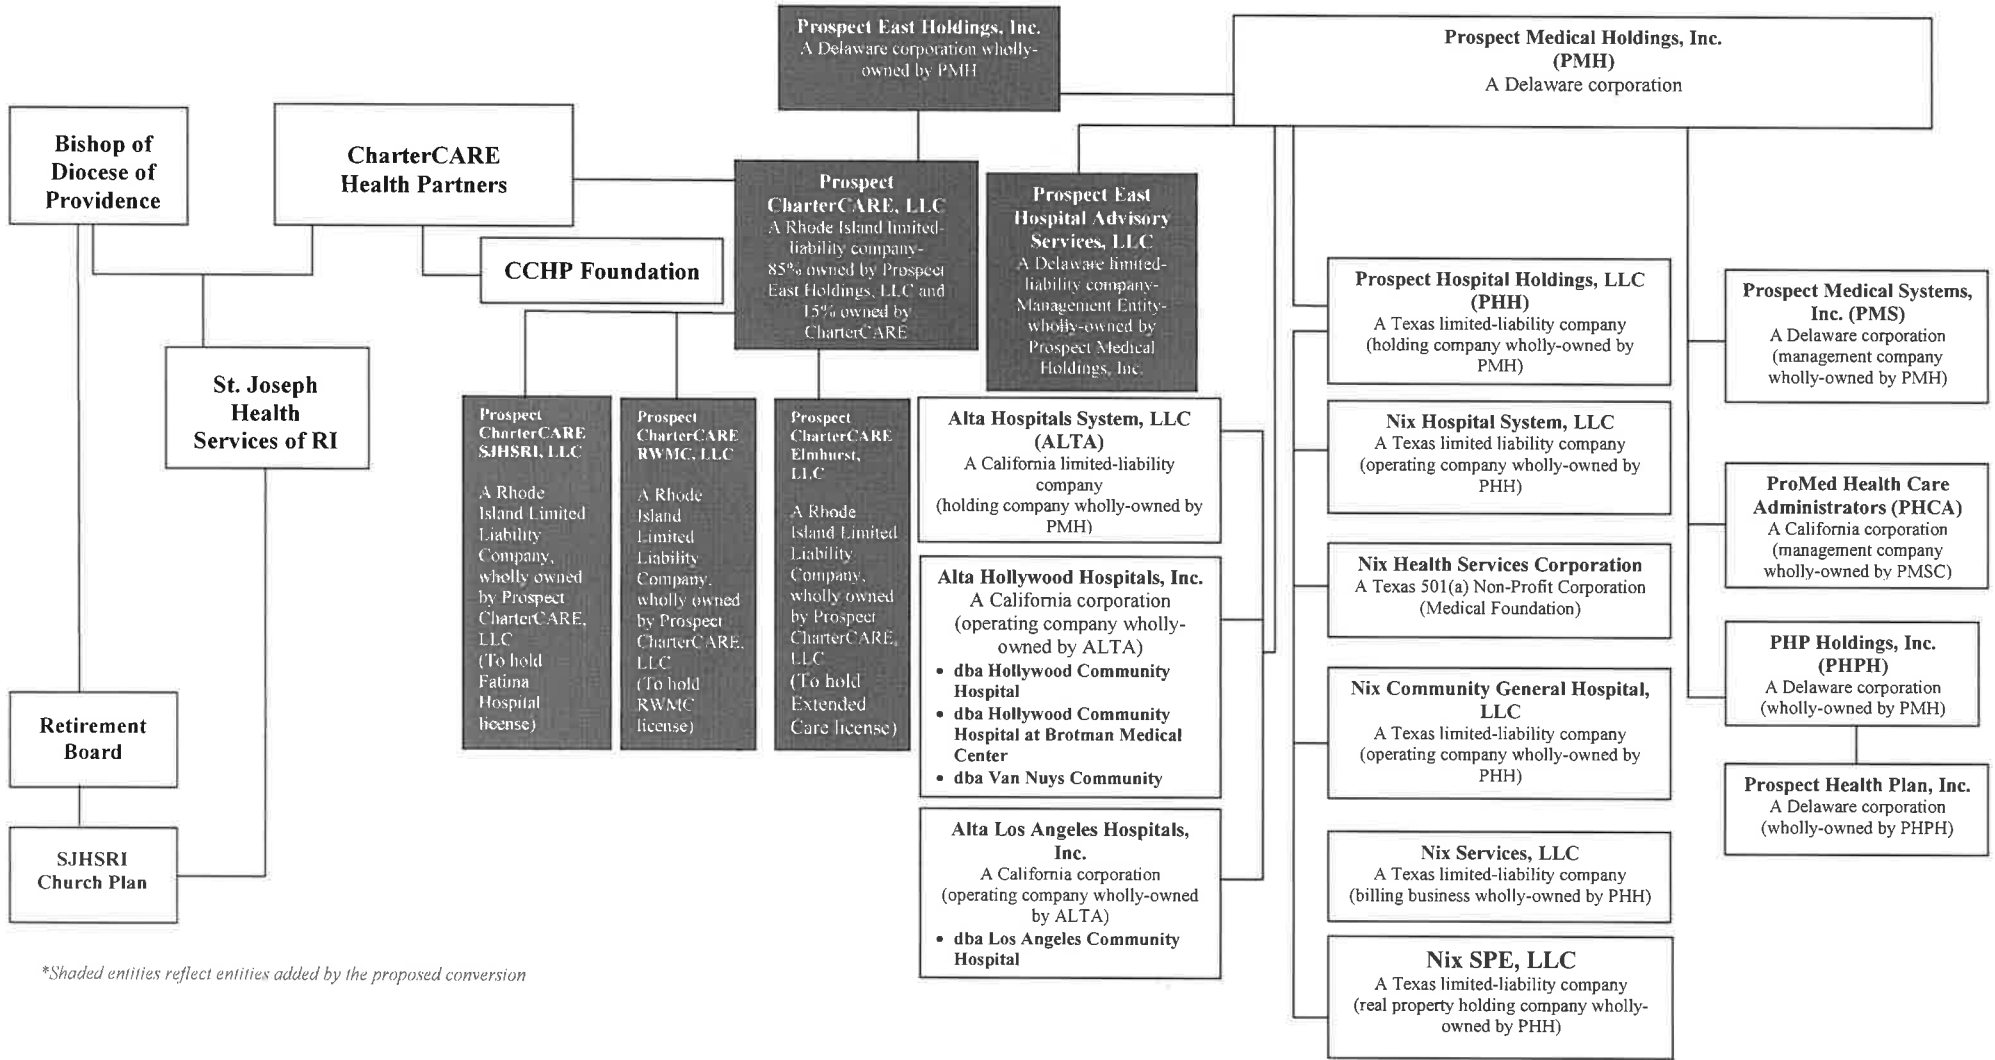 Prospect East Holdings, Inc.
A Delaware corporation wholly-
owned by PMH
Prospect Medical Holdings, Inc.
(PMH)
A Delaware corporation
Bishop of
Diocese of
Providence
CharterCARE
Health Partners
CCHP Foundation
Prospect
CharterCARE, LLC
A Rhode Island limited-
liability company-
85% owned by Prospect
East Holdings, LLC and
15% owned by
CharterCARE
Prospect East
Hospital Advisory
Services, LLC
A Delaware limited-
liability company-
Management Entity-
wholly-owned by
Prospect Medical
Holdings, Inc.
St. Joseph
Health
Services of RI
Retirement
Board
SJHSRI
Church Plan
Prospect
CharterCARE
SJHSRI, LLC
A Rhode
Island Limited
Liability
Company,
wholly owned
by Prospect
CharterCARE,
LLC
(To hold
Fatima
Hospital
license)
Prospect
CharterCARE
RWMC, LLC
A Rhode
Island
Limited
Liability
Company,
wholly owned
by Prospect
CharterCARE,
LLC
(To hold
RWMC
license)
Prospect
CharterCARE
Elmhurst,
LLC
A Rhode
Island Limited
Liability
Company,
wholly owned
by Prospect
CharterCARE,
LLC
(To hold
Extended
Care license)
Alta Hospitals System, LLC
(ALTA)
A California limited-liability
company
(holding company wholly-owned by
PMH)
Alta Hollywood Hospitals, Inc.
A California corporation
(operating company wholly-
owned by ALTA)
• dba Hollywood Community
Hospital
• dba Hollywood Community
Hospital at Brotman Medical
Center
• dba Van Nuys Community
Alta Los Angeles Hospitals,
Inc.
A California corporation
(operating company wholly-owned
by ALTA)
• dba Los Angeles Community
Hospital
Prospect Hospital Holdings, LLC
(PHH)
A Texas limited-liability company
(holding company wholly-owned by
PMH)
Nix Hospital System, LLC
A Texas limited liability company
(operating company wholly-owned by
PHH)
Nix Health Services Corporation
A Texas 501(a) Non-Profit Corporation
(Medical Foundation)
Nix Community General Hospital,
LLC
A Texas limited-liability company
(operating company wholly-owned by
PHH)
Nix Services, LLC
A Texas limited-liability company
(billing business wholly-owned by PHH)
Nix SPE, LLC
A Texas limited-liability company
(real property holding company wholly-
owned by PHH)
Prospect Medical Systems,
Inc. (PMS)
A Delaware corporation
(management company
wholly-owned by PMH)
ProMed Health Care
Administrators (PHCA)
A California corporation
(management company
wholly-owned by PMSC)
PHP Holdings, Inc.
(PHPH)
A Delaware corporation
(wholly-owned by PMH)
Prospect Health Plan, Inc.
A Delaware corporation
(wholly-owned by PHPH)
*Shaded entities reflect entities added by the proposed conversion